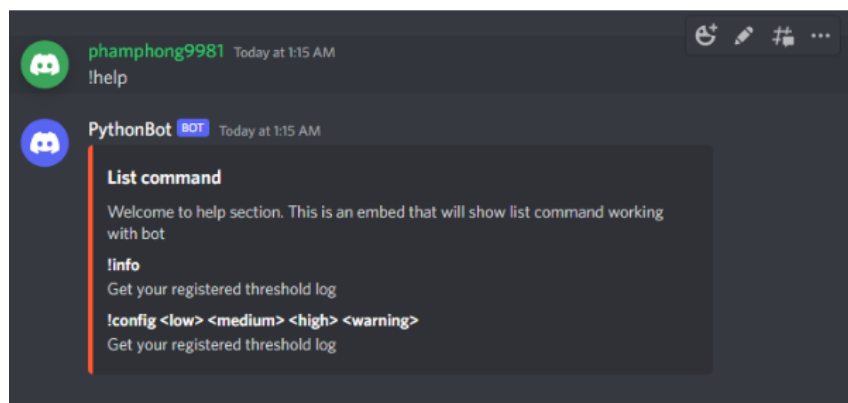 phamphong9981 Today at 1:15 AM
!help
PythonBot BOT Today at 1:15 AM
List command
Welcome to help section. This is an embed that will show list command working
with bot
!info
Get your registered threshold log
!config <low> <medium> <high> <warning>
Get your registered threshold log